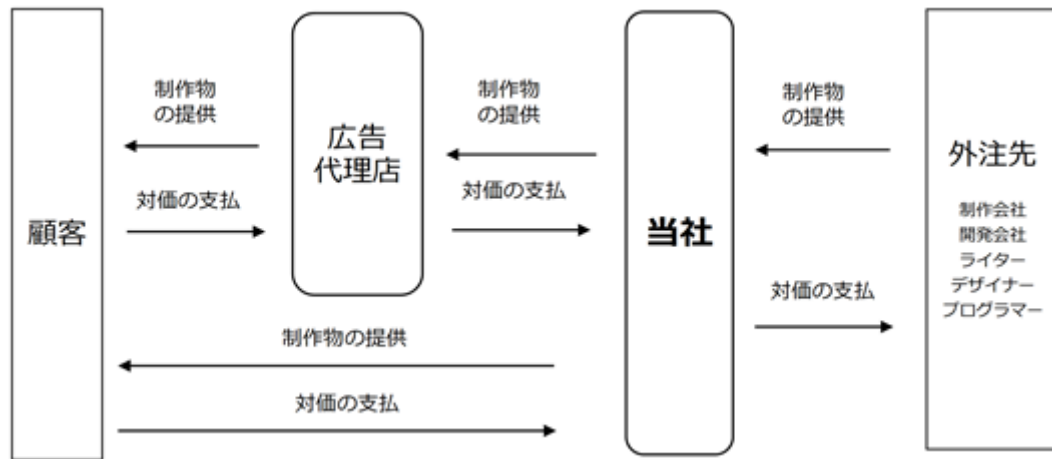 顧客
制作物
の提供
対価の支払
広告
代理店
制作物
の提供
対価の支払
制作物の提供
対価の支払
当社
制作物
の提供
対価の支払
外注先
制作会社
開発会社
ライター
デザイナー
プログラマー